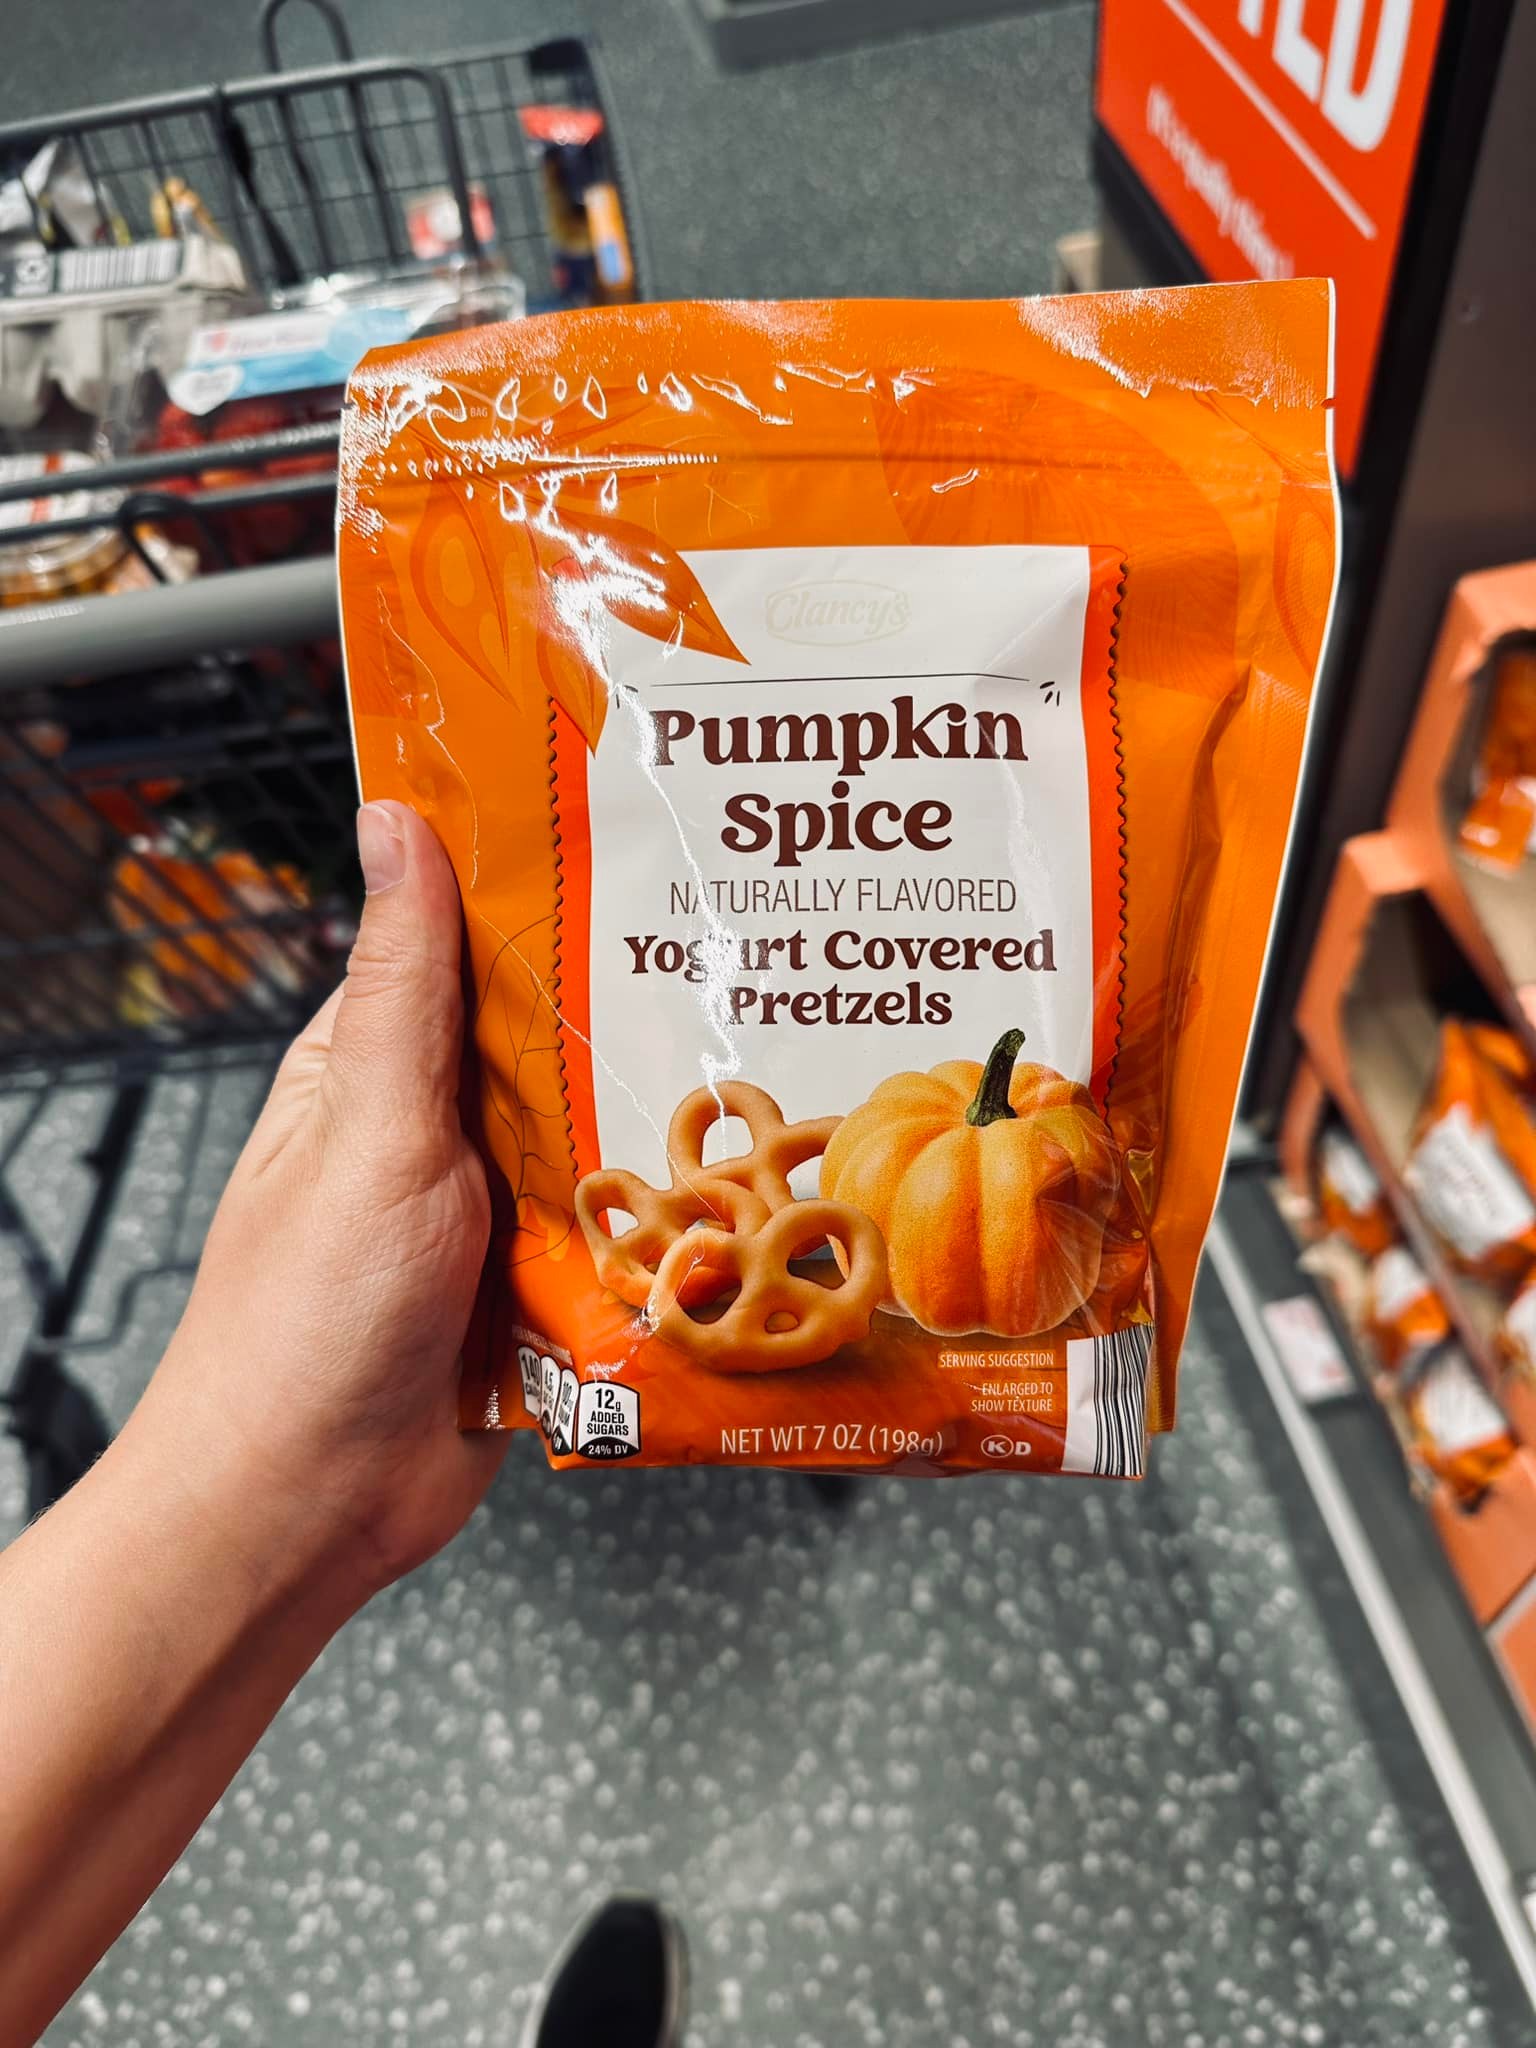 Clancy's
Pumpkin
Spice
NATURALLY FLAVORED
Yogurt Covered
Pretzels
SERVING SUGGESTION
ENLARGED TO
SHOW TEXTURE
12g
ADDED
SUGARS
24% DV
NET WT 7 OZ (198g)
K D